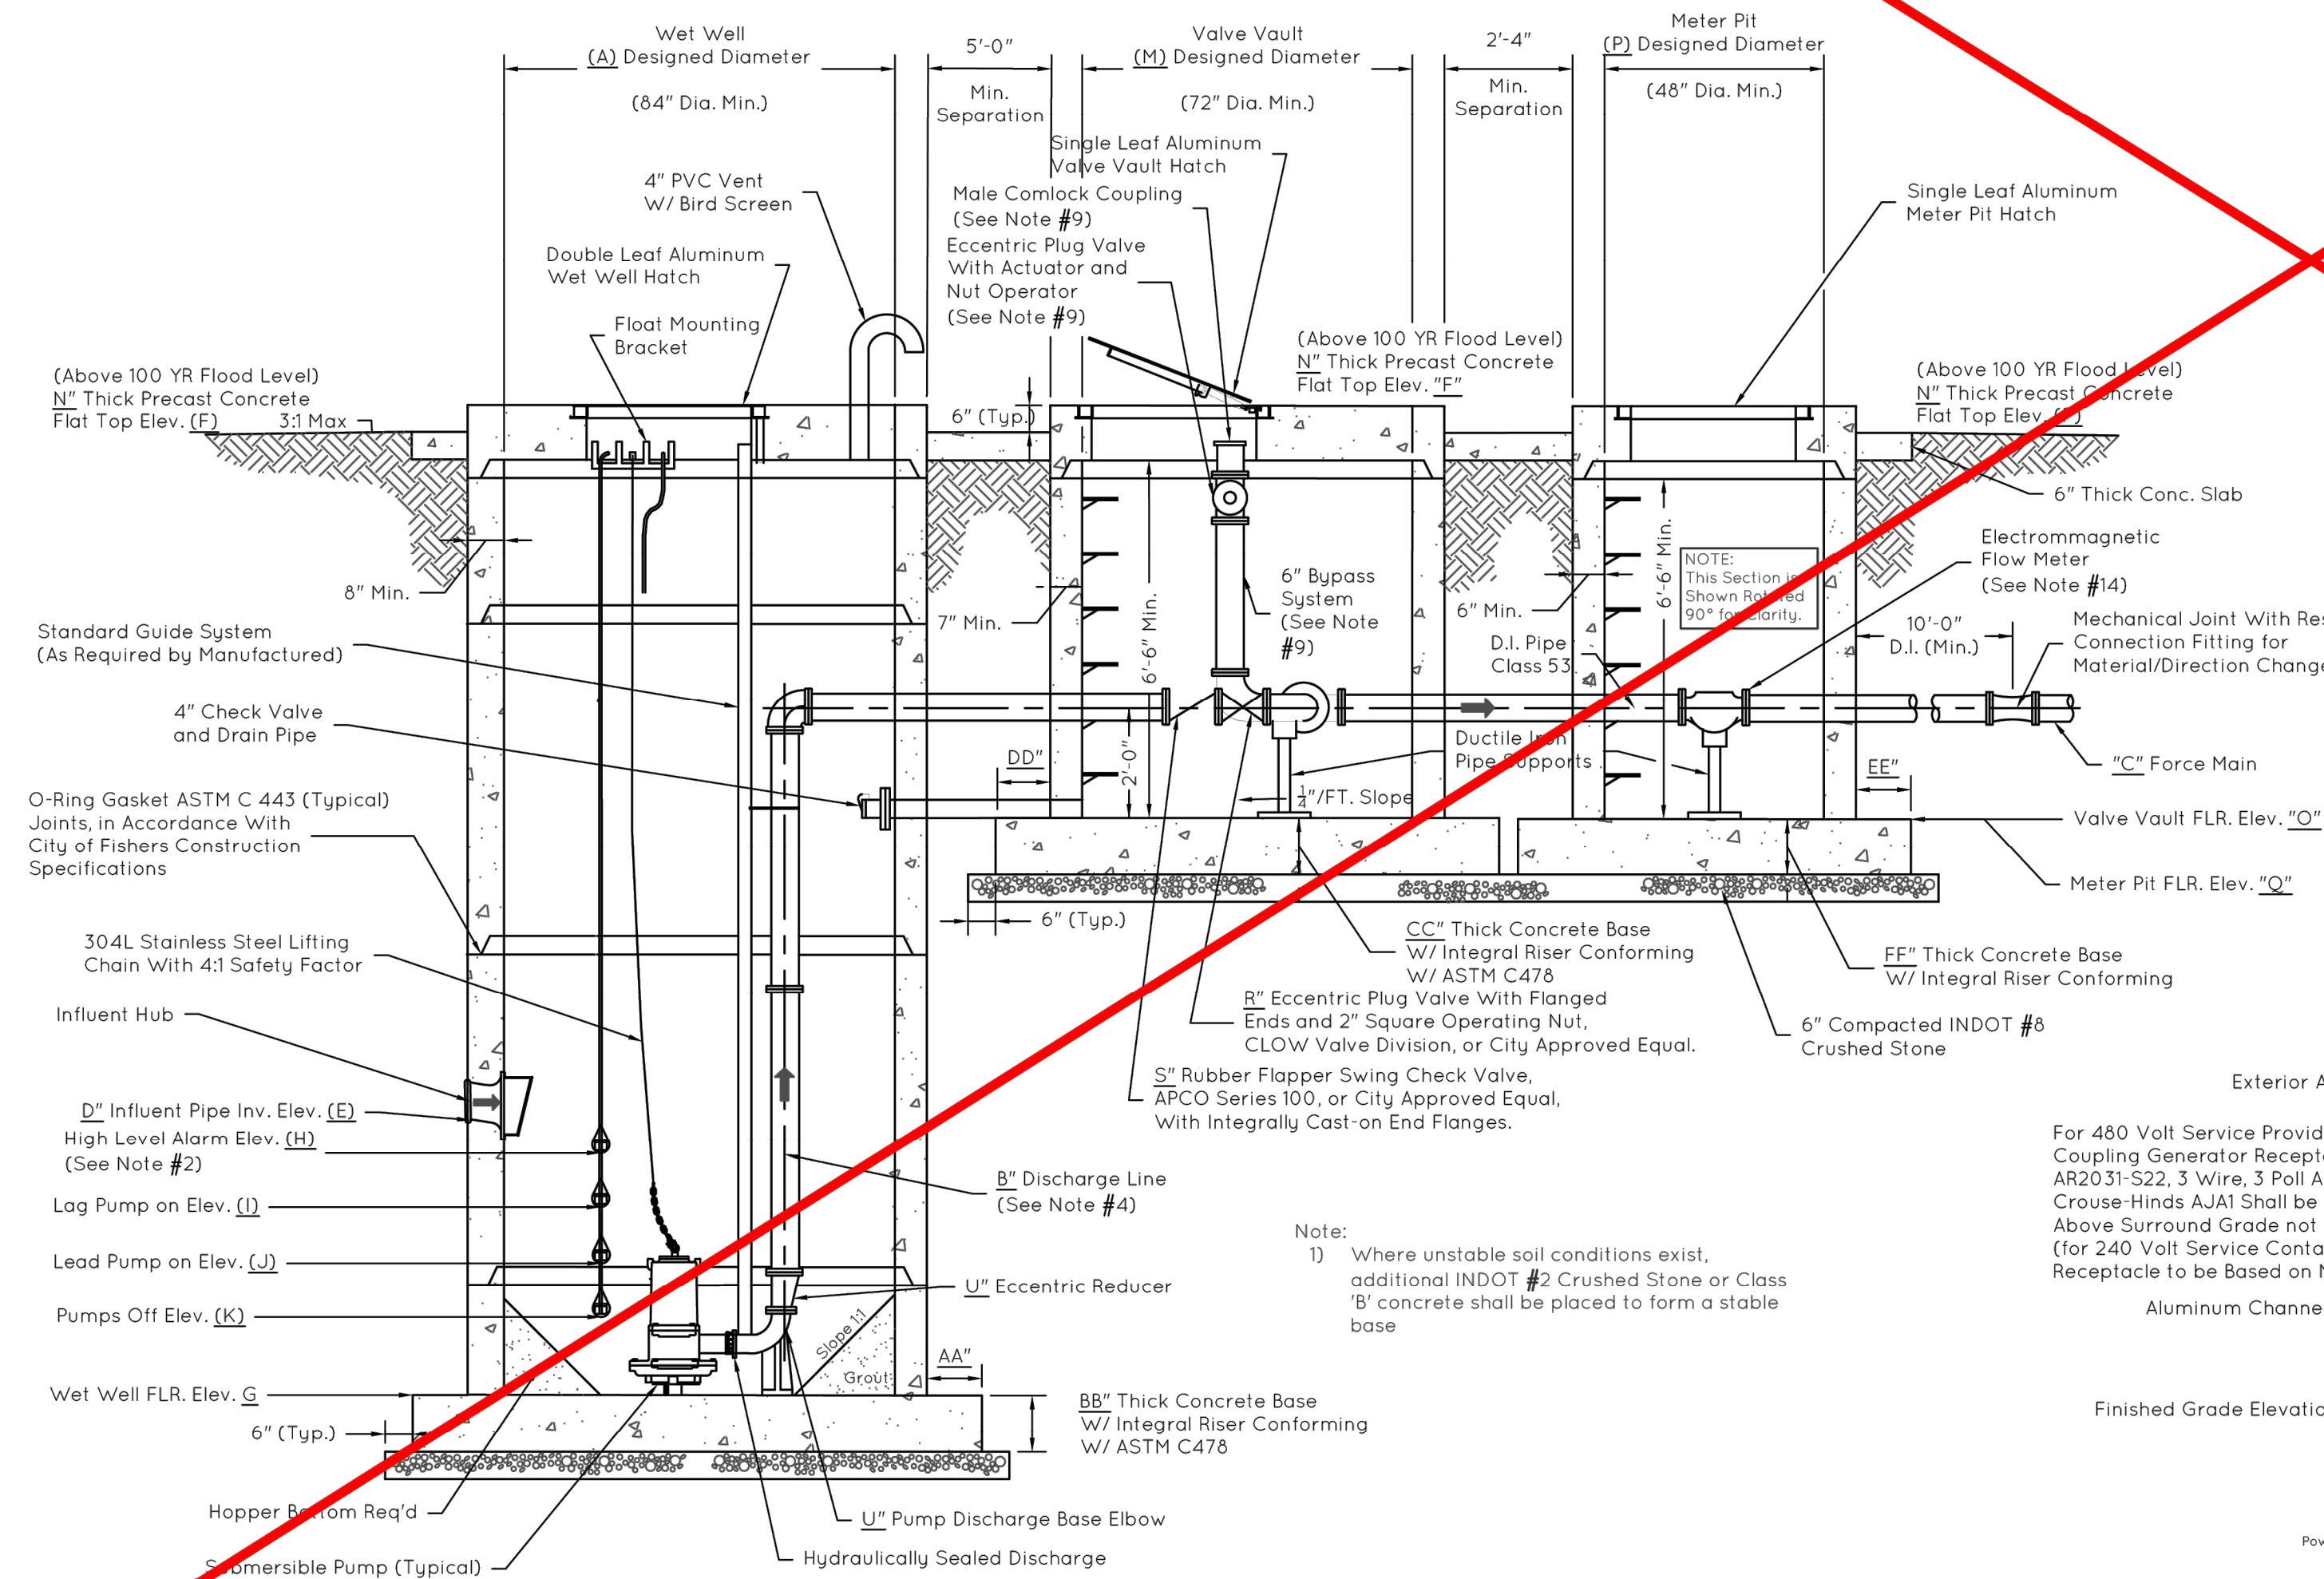 Wet Well
(A) Designed Diameter
(84" Dia. Min.)
5'-0"
Min.
Separation
Valve Vault
(M) Designed Diameter
(72" Dia. Min.)
2'-4"
Min.
Separation
Meter Pit
(P) Designed Diameter
(48" Dia. Min.)
Single Leaf Aluminum
Valve Vault Hatch
4" PVC Vent
W/ Bird Screen
Male Comlock Coupling
(See Note #9)
Eccentric Plug Valve
With Actuator and
Nut Operator
(See Note #9)
Single Leaf Aluminum
Meter Pit Hatch
Double Leaf Aluminum
Wet Well Hatch
Float Mounting
Bracket
(Above 100 YR Flood Level)
N" Thick Precast Concrete
Flat Top Elev. (F)
3:1 Max
6" (Typ.)
(Above 100 YR Flood Level)
N" Thick Precast Concrete
Flat Top Elev. "F"
(Above 100 YR Flood Level)
N" Thick Precast Concrete
Flat Top Elev.
6" Thick Conc. Slab
8" Min.
7" Min.
6'-6" Min.
6" Bypass
System
(See Note
#9)
6" Min.
6'-6" Min.
NOTE:
This Section is
Shown Rotated
90° for Clarity.
Electrommagnetic
Flow Meter
(See Note #14)
Standard Guide System
(As Required by Manufactured)
D.I. Pipe
Class 53
10'-0"
D.I. (Min.)
Mechanical Joint With Res
Connection Fitting for
Material/Direction Change
4" Check Valve
and Drain Pipe
DD"
2'-0"
Ductile Iron
Pipe Supports
1/4"/FT. Slope
EE"
"C" Force Main
O-Ring Gasket ASTM C 443 (Typical)
Joints, in Accordance With
City of Fishers Construction
Specifications
Valve Vault FLR. Elev. "O"
Meter Pit FLR. Elev. "Q"
6" (Typ.)
CC" Thick Concrete Base
W/ Integral Riser Conforming
W/ ASTM C478
FF" Thick Concrete Base
W/ Integral Riser Conforming
304L Stainless Steel Lifting
Chain With 4:1 Safety Factor
R" Eccentric Plug Valve With Flanged
Ends and 2" Square Operating Nut,
CLOW Valve Division, or City Approved Equal.
6" Compacted INDOT #8
Crushed Stone
Influent Hub
S" Rubber Flapper Swing Check Valve,
APCO Series 100, or City Approved Equal,
With Integrally Cast-on End Flanges.
D" Influent Pipe Inv. Elev. (E)
High Level Alarm Elev. (H)
(See Note #2)
Lag Pump on Elev. (I)
Lead Pump on Elev. (J)
Pumps Off Elev. (K)
B" Discharge Line
(See Note #4)
U" Eccentric Reducer
Note:
1) Where unstable soil conditions exist,
additional INDOT #2 Crushed Stone or Class
'B' concrete shall be placed to form a stable
base
Exterior A
For 480 Volt Service Provid
Coupling Generator Recept
AR2031-S22, 3 Wire, 3 Poll A
Crouse-Hinds AJA1 Shall be
Above Surround Grade not
(for 240 Volt Service Conta
Receptacle to be Based on N
Aluminum Channe
Slope 1:1
Grout
AA"
Wet Well FLR. Elev. G
6" (Typ.)
BB" Thick Concrete Base
W/ Integral Riser Conforming
W/ ASTM C478
Finished Grade Elevatio
Hopper Bottom Req'd
U" Pump Discharge Base Elbow
Submersible Pump (Typical)
Hydraulically Sealed Discharge
Pow